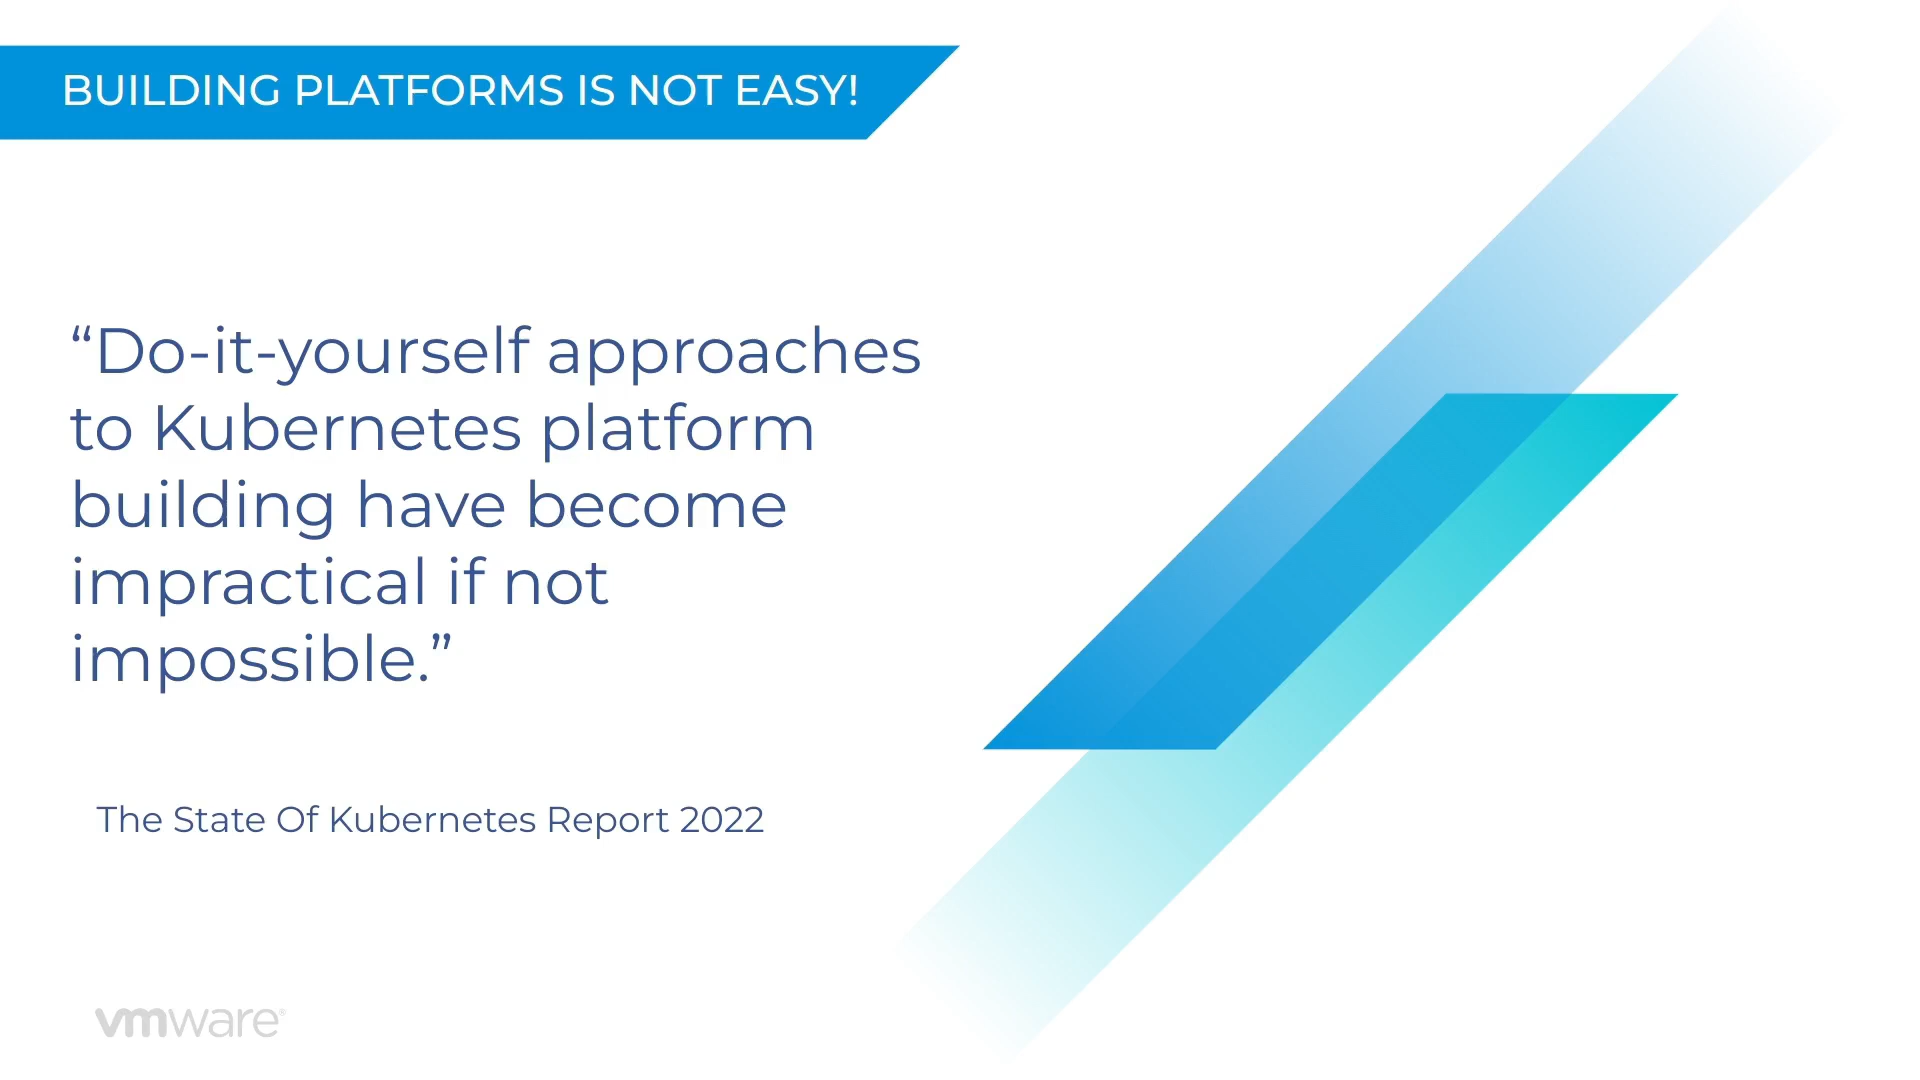 BUILDING PLATFORMS IS NOT EASY!
“Do-it-yourself approaches
to Kubernetes platform
building have become
impractical if not
impossible.”
The State Of Kubernetes Report 2022
vmware®